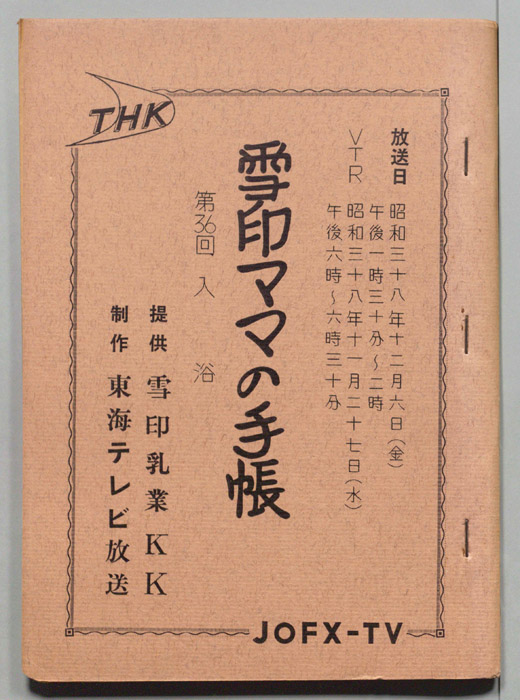 THK
放送日 昭和三十八年十二月六日(金)
午後一時三十分～二時
VTR 昭和三十八年十一月二十七日(水)
午後六時～六時三十分
雪印ママの手帳
第36回 入浴
提供 雪印乳業KK
制作 東海テレビ放送
JOFX-TV